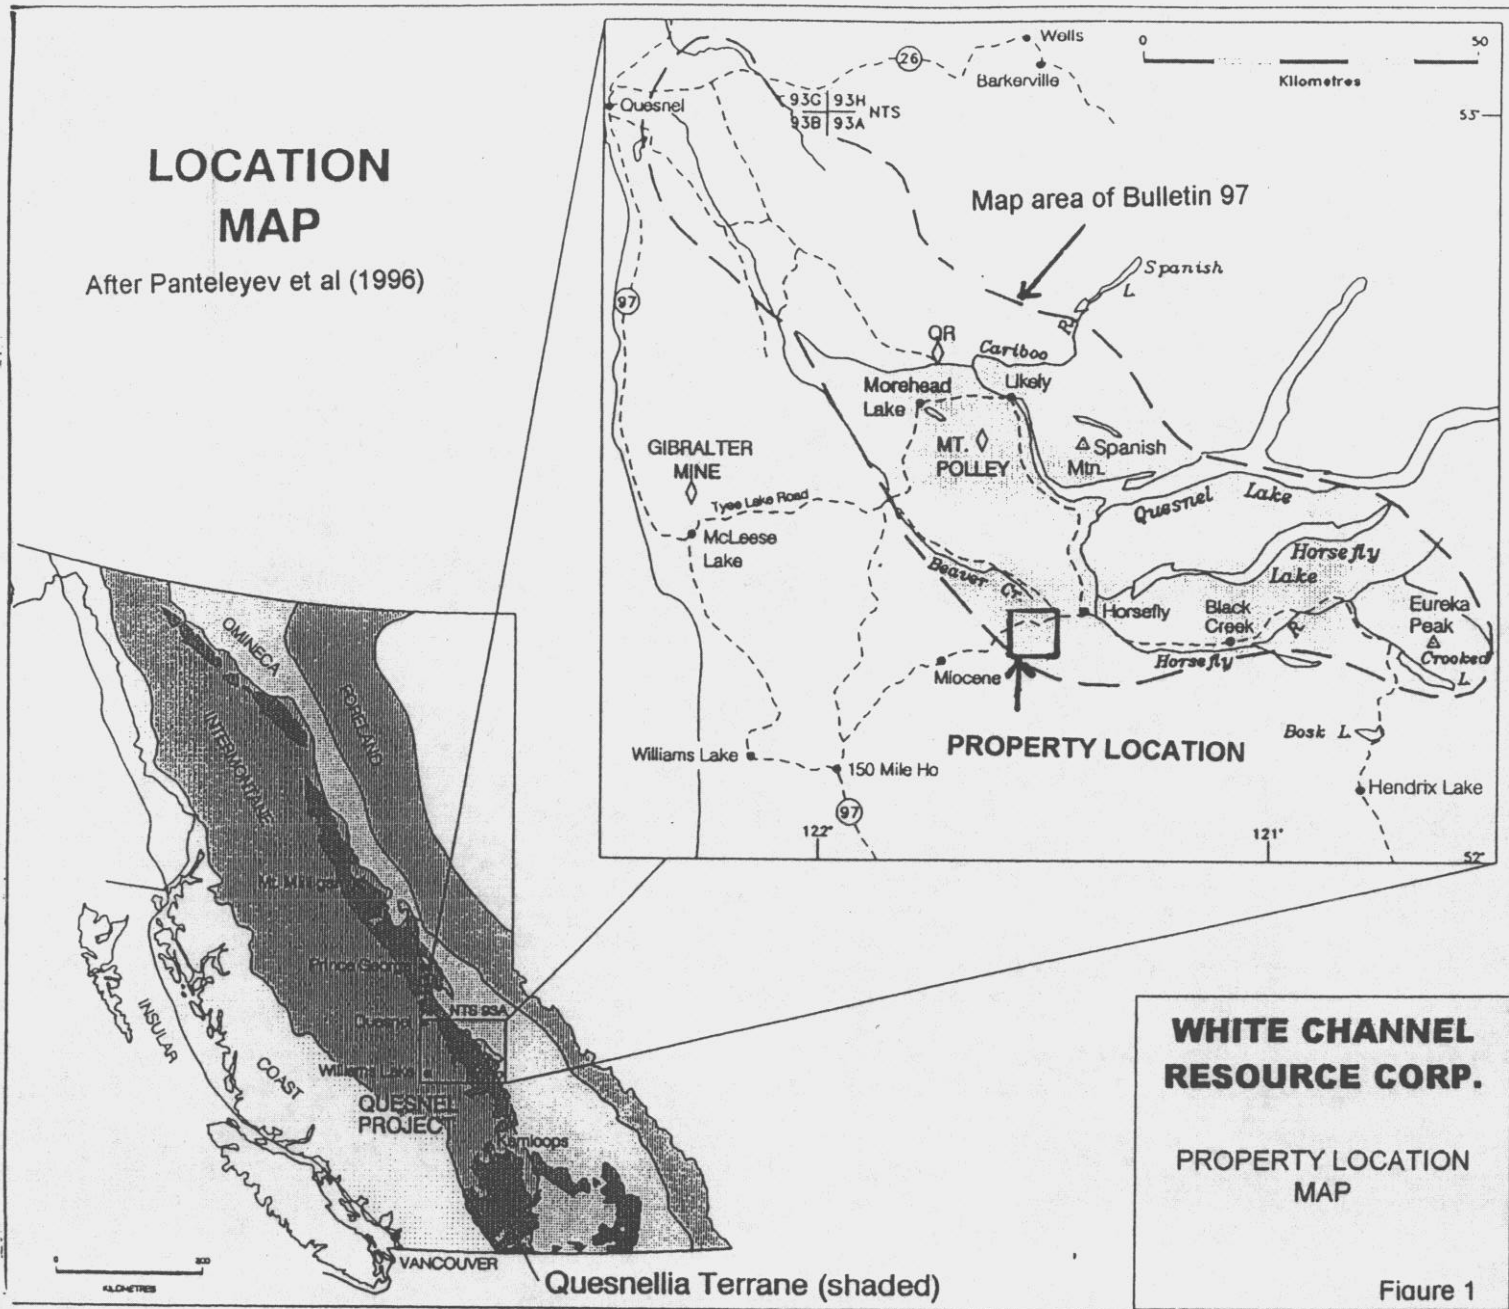 LOCATION
MAP
After Panteleyev et al (1996)
Wells
26
Barkerville
0 50
Kilometres
Quesnel
93G 93H
93B 93A
NTS
53°
Map area of Bulletin 97
Spanish
L.
97
R.
QR
Cariboo
Morehead
Lake
Likely
MT.
POLLEY
Spanish
Mtn.
GIBRALTER
MINE
Tyee Lake Road
McLeese
Lake
Quesnel Lake
Horsefly
Lake
Beaver Cr.
Horsefly
Black
Creek
R.
Eureka
Peak
Crooked
L.
Horsefly
Miocene
PROPERTY LOCATION
Bosk L.
Williams Lake
150 Mile Ho
Hendrix Lake
97
122°
121°
52°
OMINECA
FORELAND
INTERMONTANE
Mt. Milligan
Prince George
NTS 93A
Quesnel
Williams Lake
INSULAR
COAST
QUESNEL
PROJECT
Kamloops
VANCOUVER
KILOMETRES
Quesnellia Terrane (shaded)
WHITE CHANNEL
RESOURCE CORP.
PROPERTY LOCATION
MAP
Figure 1